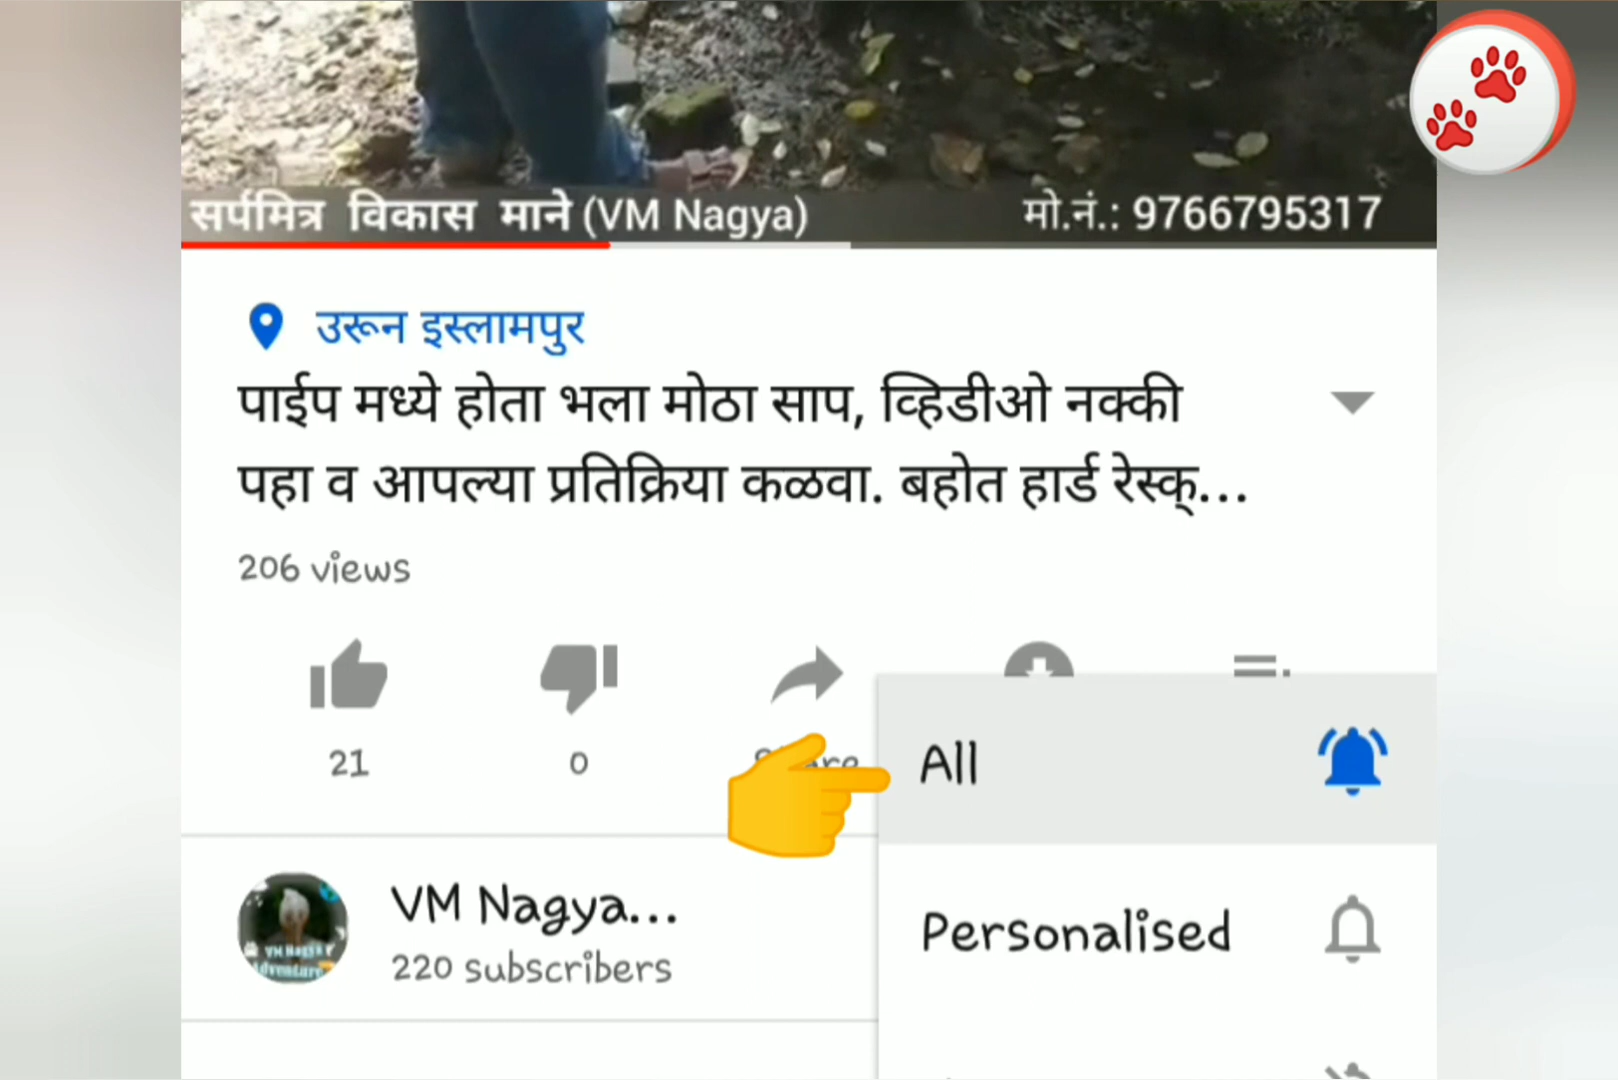 सर्पमित्र विकास माने (VM Nagya) मो.नं.: 9766795317
उरून इस्लामपुर
पाईप मध्ये होता भला मोठा साप, व्हिडीओ नक्की
पहा व आपल्या प्रतिक्रिया कळवा. बहोत हार्ड रेस्क्...
206 views
21
0
All
VM Nagya...
220 subscribers
Personalised